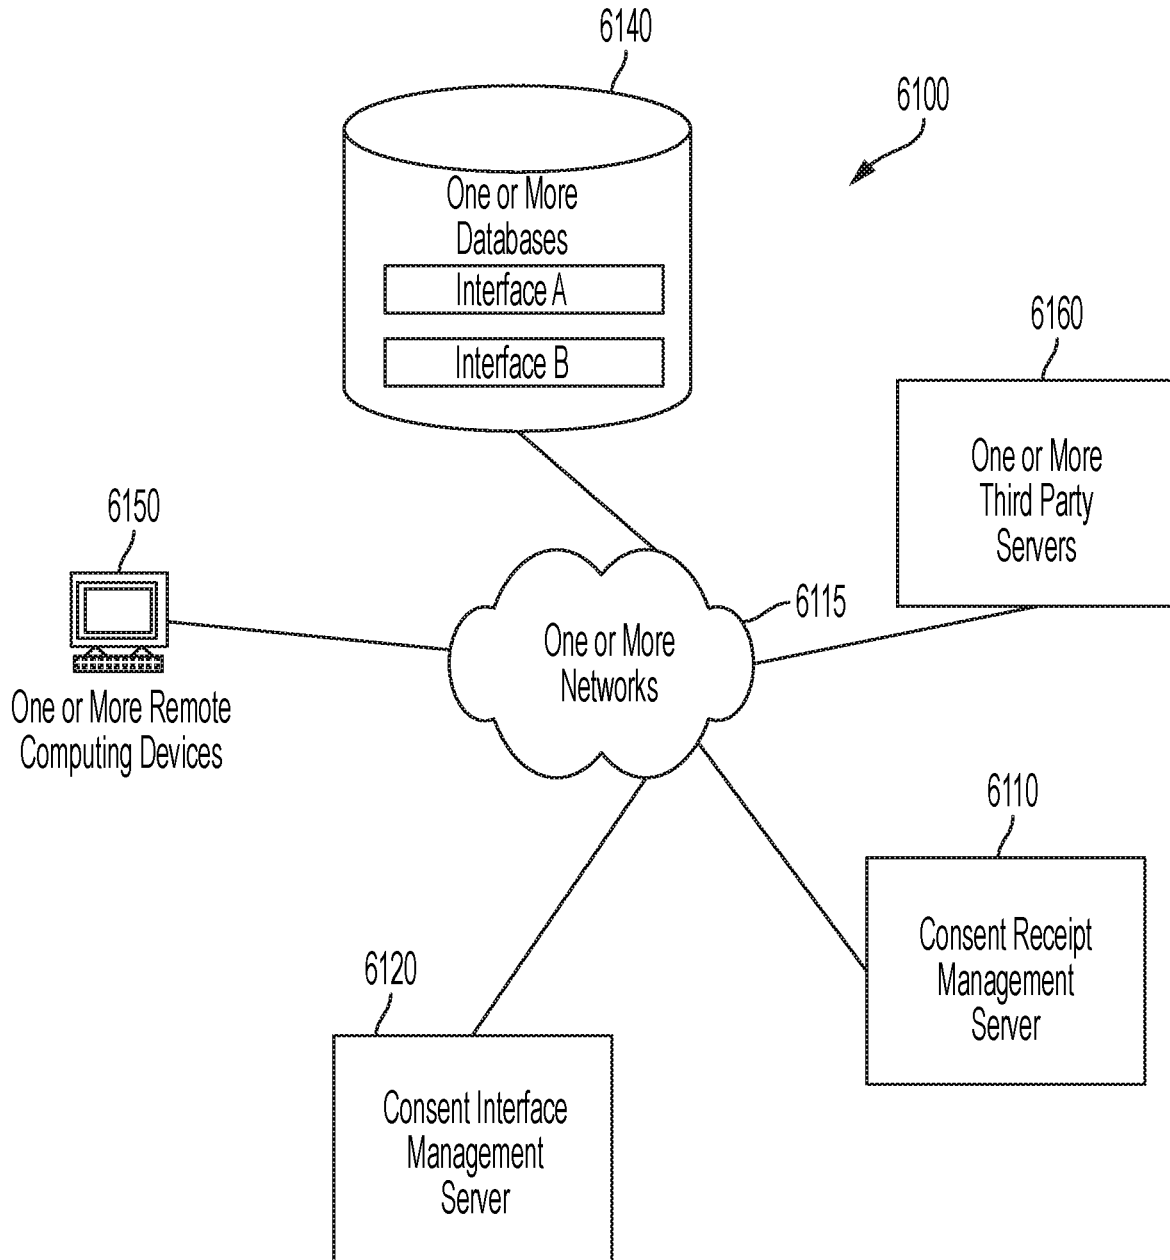 6140
6100
One or More
Databases
Interface A
Interface B
6160
One or More
Third Party
Servers
6150
One or More Remote
Computing Devices
6115
One or More
Networks
6110
Consent Receipt
Management
Server
6120
Consent Interface
Management
Server